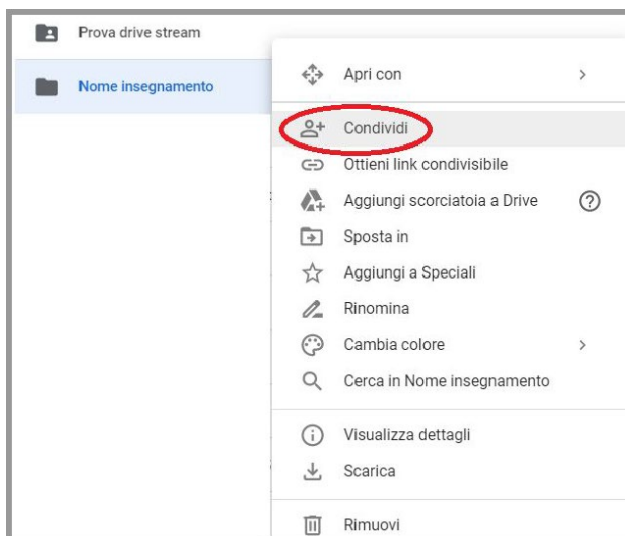 Prova drive stream
Nome insegnamento
Apri con
Condividi
Ottieni link condivisibile
Aggiungi scorciatoia a Drive
Sposta in
Aggiungi a Speciali
Rinomina
Cambia colore
Cerca in Nome insegnamento
Visualizza dettagli
Scarica
Rimuovi